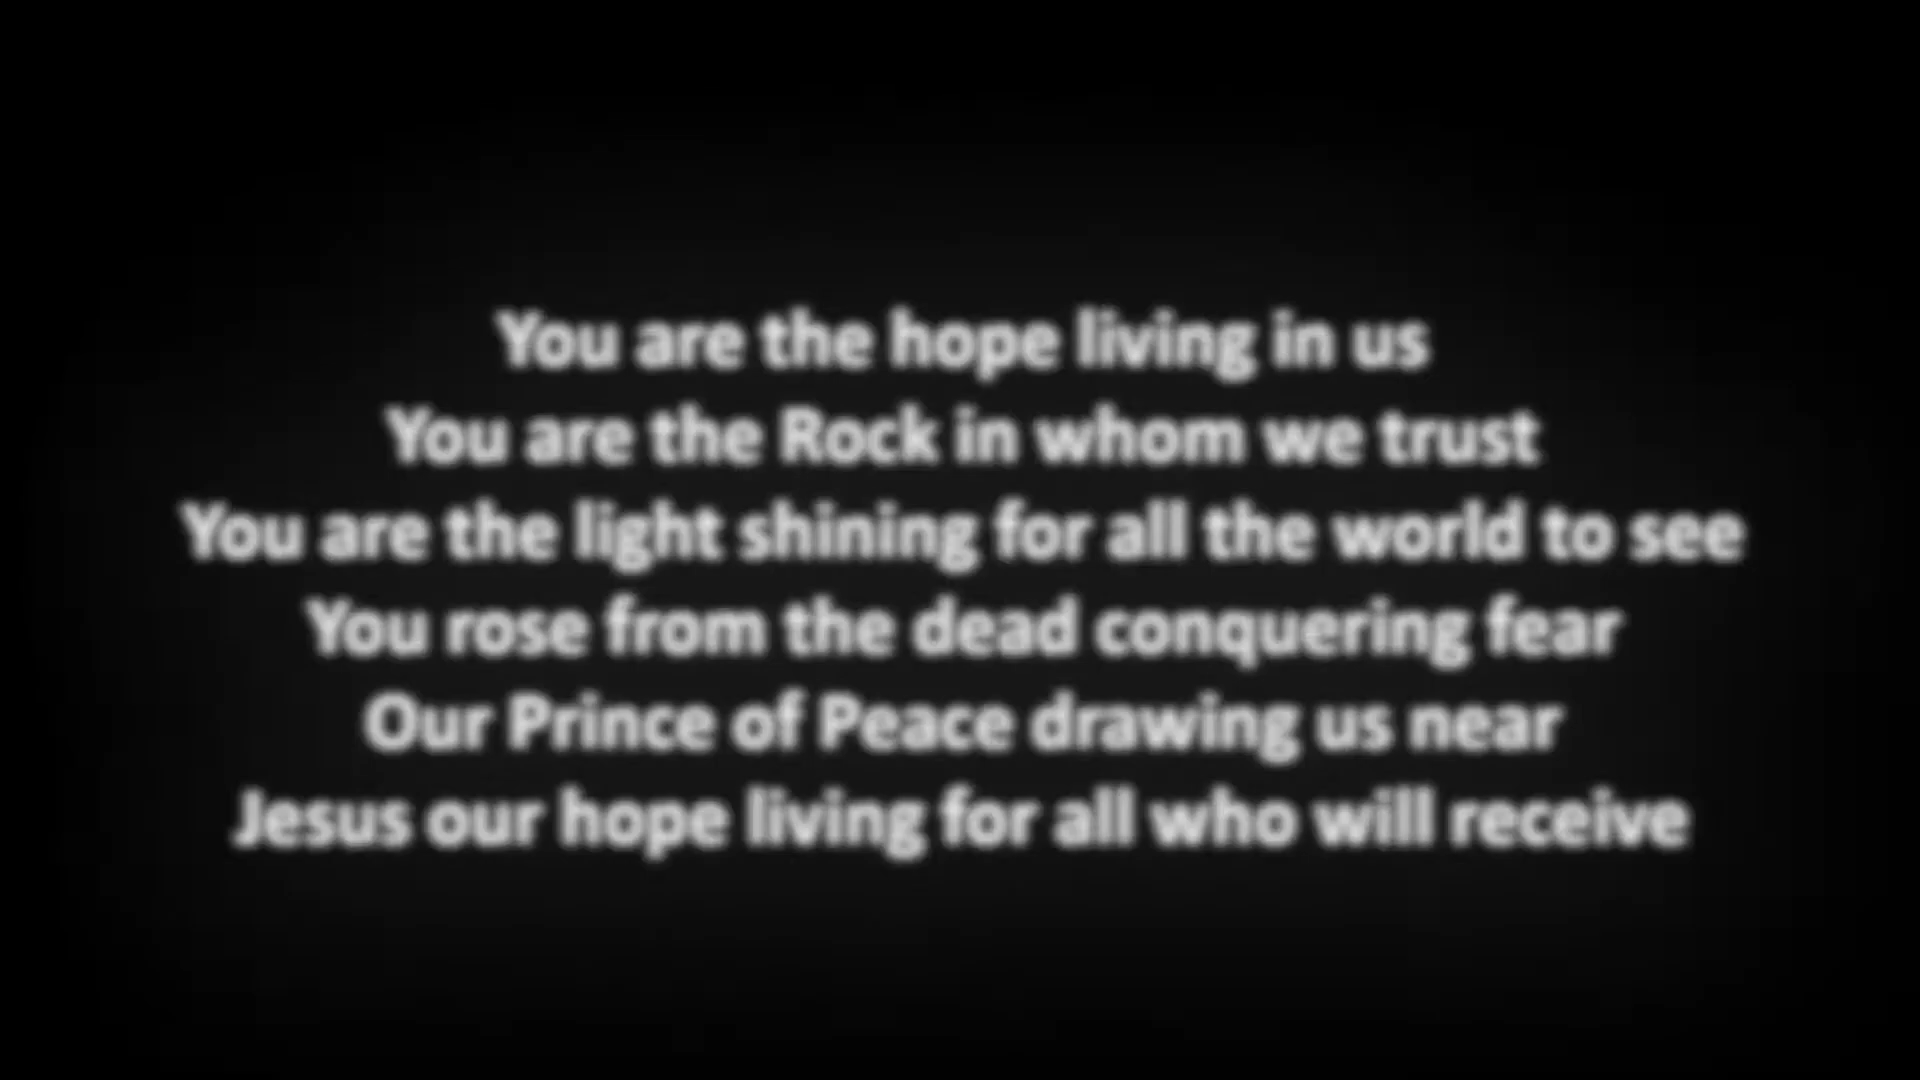 You are the hope living in us
You are the Rock in whom we trust
You are the light shining for all the world to see
You rose from the dead conquering fear
Our Prince of Peace drawing us near
Jesus our hope living for all who will receive